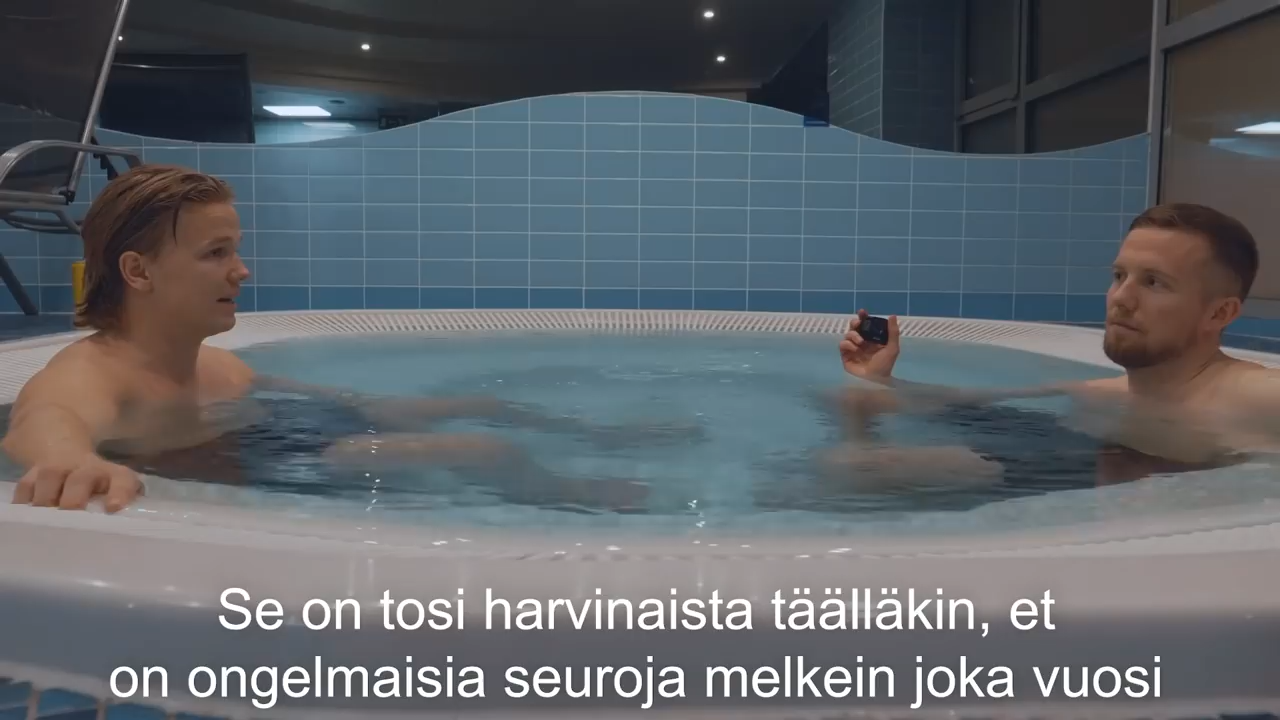 Se on tosi harvinaista täälläkin, et
on ongelmaisia seuroja melkein joka vuosi